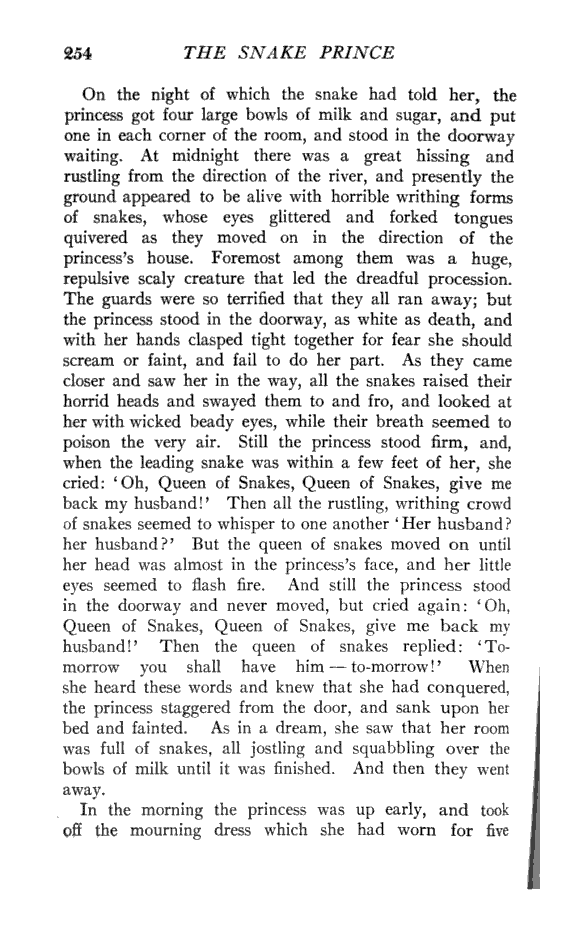 254 THE SNAKE PRINCE
On the night of which the snake had told her, the
princess got four large bowls of milk and sugar, and put
one in each corner of the room, and stood in the doorway
waiting. At midnight there was a great hissing and
rustling from the direction of the river, and presently the
ground appeared to be alive with horrible writhing forms
of snakes, whose eyes glittered and forked tongues
quivered as they moved on in the direction of the
princess's house. Foremost among them was a huge,
repulsive scaly creature that led the dreadful procession.
The guards were so terrified that they all ran away; but
the princess stood in the doorway, as white as death, and
with her hands clasped tight together for fear she should
scream or faint, and fail to do her part. As they came
closer and saw her in the way, all the snakes raised their
horrid heads and swayed them to and fro, and looked at
her with wicked beady eyes, while their breath seemed to
poison the very air. Still the princess stood firm, and,
when the leading snake was within a few feet of her, she
cried: 'Oh, Queen of Snakes, Queen of Snakes, give me
back my husband!' Then all the rustling, writhing crowd
of snakes seemed to whisper to one another 'Her husband?
her husband?' But the queen of snakes moved on until
her head was almost in the princess's face, and her little
eyes seemed to flash fire. And still the princess stood
in the doorway and never moved, but cried again: 'Oh,
Queen of Snakes, Queen of Snakes, give me back my
husband!' Then the queen of snakes replied: 'To-
morrow you shall have him — to-morrow!' When
she heard these words and knew that she had conquered,
the princess staggered from the door, and sank upon her
bed and fainted. As in a dream, she saw that her room
was full of snakes, all jostling and squabbling over the
bowls of milk until it was finished. And then they went
away.
In the morning the princess was up early, and took
off the mourning dress which she had worn for five